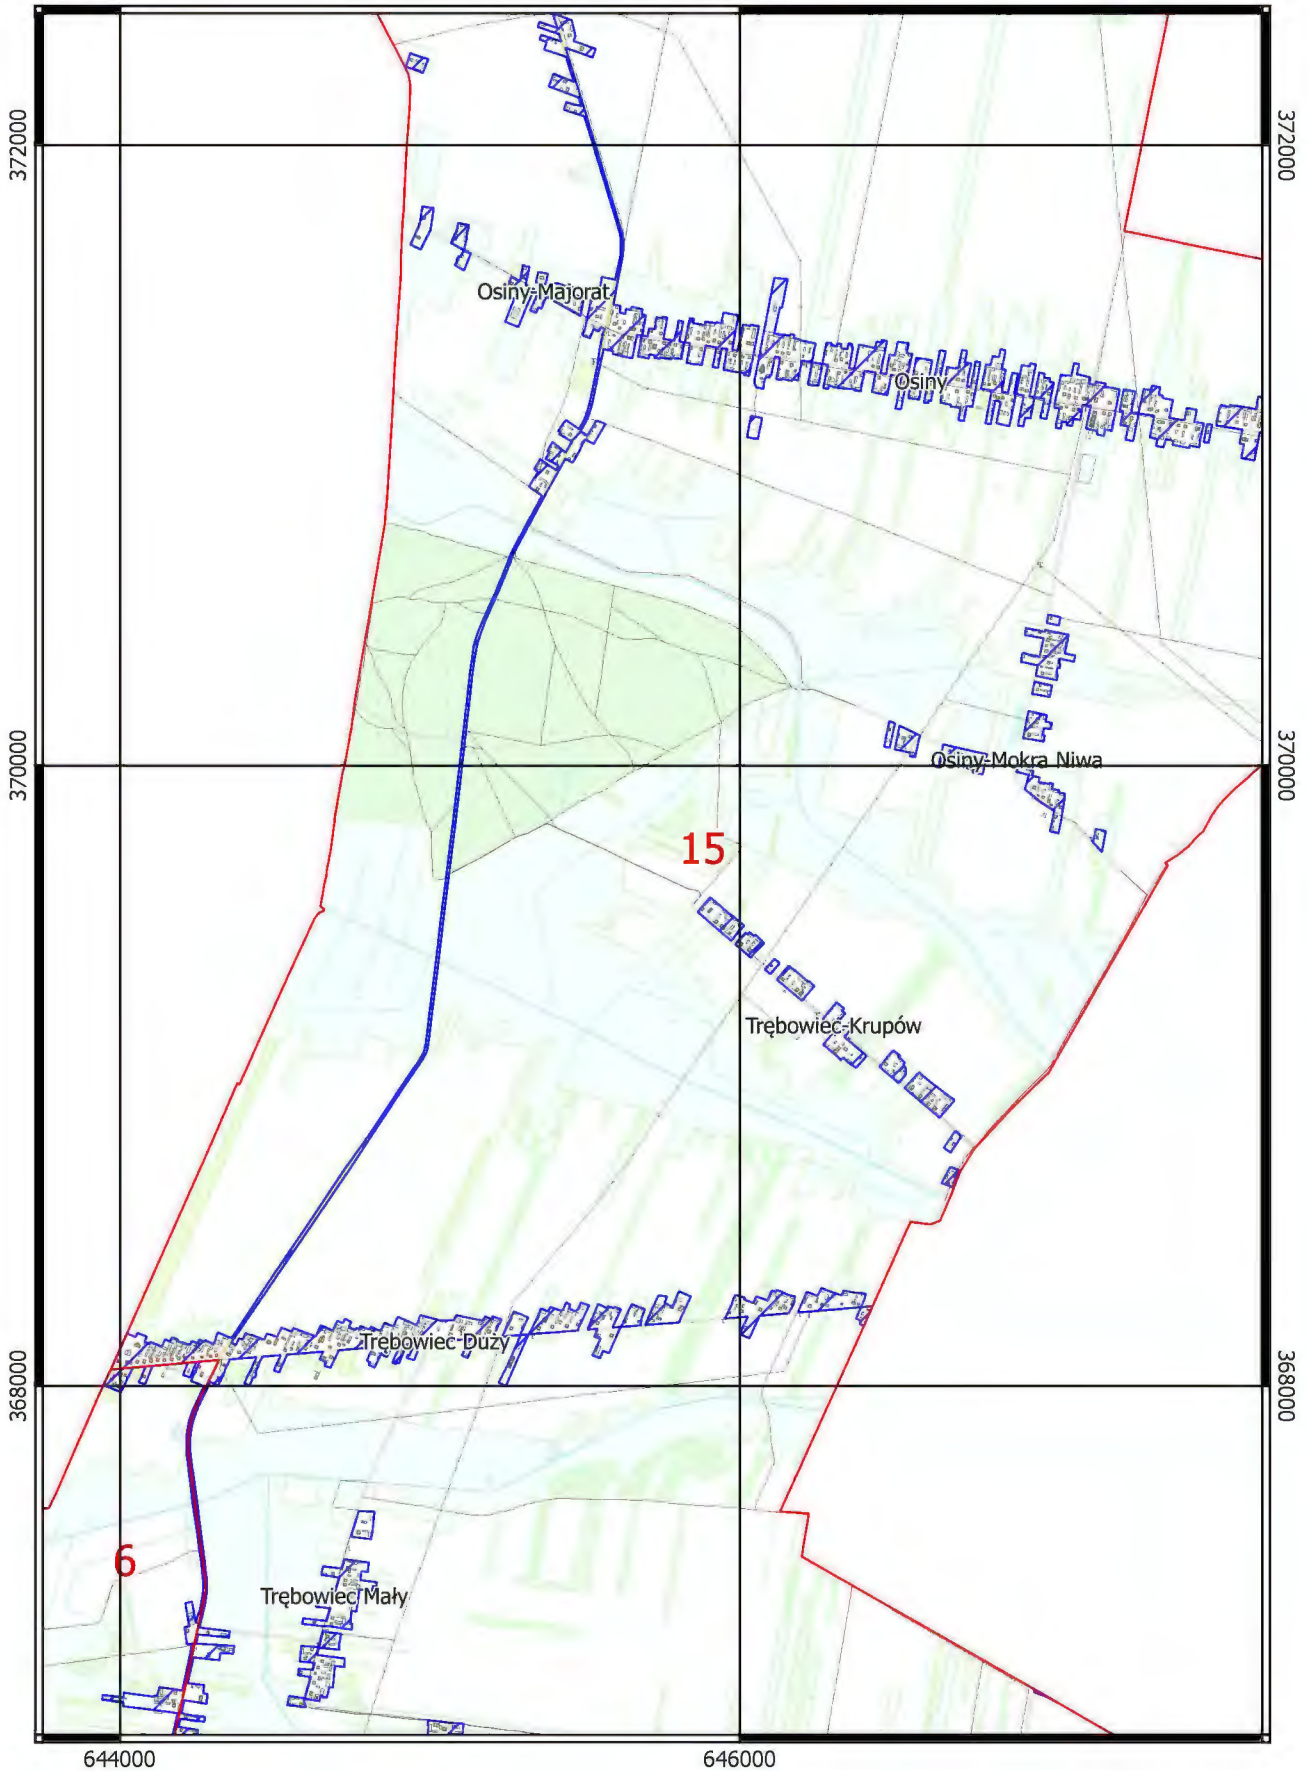 372000
372000
Osiny-Majorat
Osiny
370000
Osiny-Mokra Niwa
370000
15
Trębowiec-Krupów
Trębowiec Duży
368000
368000
6
Trębowiec Mały
644000
646000